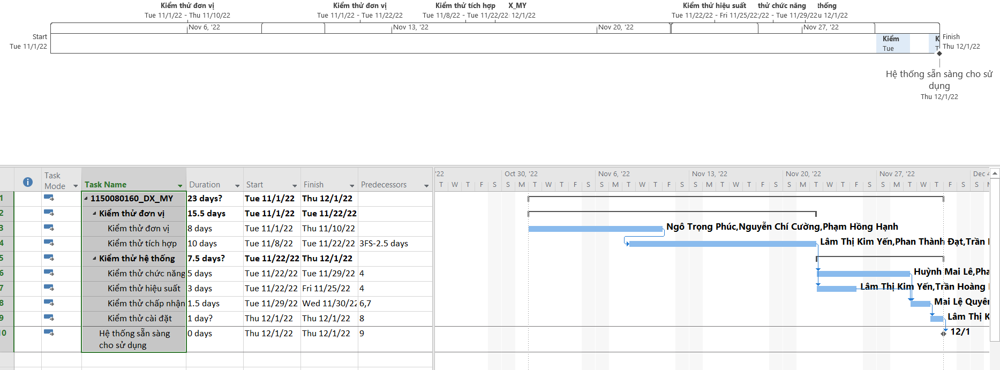 Kiểm thử đơn vị Kiểm thử đơn vị Kiểm thử tích hợp X_MY Kiểm thử hiệu suất thử chức năng thống
Tue 11/1/22 - Thu 11/10/22 Tue 11/1/22 - Tue 11/22/22 Tue 11/8/22 - Tue 11/22/22 12/1/22 Tue 11/22/22 - Fri 11/25/22 /22 - Tue 11/29/22 u 12/1/22
Nov 6, '22 Nov 13, '22 Nov 20, '22 Nov 27, '22
Start Kiểm K Finish
Tue 11/1/22 Tue T Thu 12/1/22
Hệ thống sẵn sàng cho sử
dụng
Thu 12/1/22
'22 Oct 30, '22 Nov 6, '22 Nov 13, '22 Nov 20, '22 Nov 27, '22 Dec 4
Task
Mode Task Name Duration Start Finish Predecessors T W T F S S M T W T F S S M T W T F S S M T W T F S S M T W T F S S M T W T F S S M T W T F S S
1 1150080160_DX_MY 23 days? Tue 11/1/22 Thu 12/1/22
2 Kiểm thử đơn vị 15.5 days Tue 11/1/22 Tue 11/22/22
3 Kiểm thử đơn vị 8 days Tue 11/1/22 Thu 11/10/22 Ngô Trọng Phúc,Nguyễn Chí Cường,Phạm Hồng Hạnh
4 Kiểm thử tích hợp 10 days Tue 11/8/22 Tue 11/22/22 3FS-2.5 days Lâm Thị Kim Yến,Phan Thành Đạt,Trần
5 Kiểm thử hệ thống 7.5 days? Tue 11/22/22 Thu 12/1/22
6 Kiểm thử chức năng 5 days Tue 11/22/22 Tue 11/29/22 4 Huỳnh Mai Lê,Pha
7 Kiểm thử hiệu suất 3 days Tue 11/22/22 Fri 11/25/22 4 Lâm Thị Kim Yến,Trần Hoàng
8 Kiểm thử chấp nhận 1.5 days Tue 11/29/22 Wed 11/30/22 6,7 Mai Lệ Quyên
9 Kiểm thử cài đặt 1 day? Thu 12/1/22 Thu 12/1/22 8 Lâm Thị K
10 Hệ thống sẵn sàng 0 days Thu 12/1/22 Thu 12/1/22 9 12/1
cho sử dụng